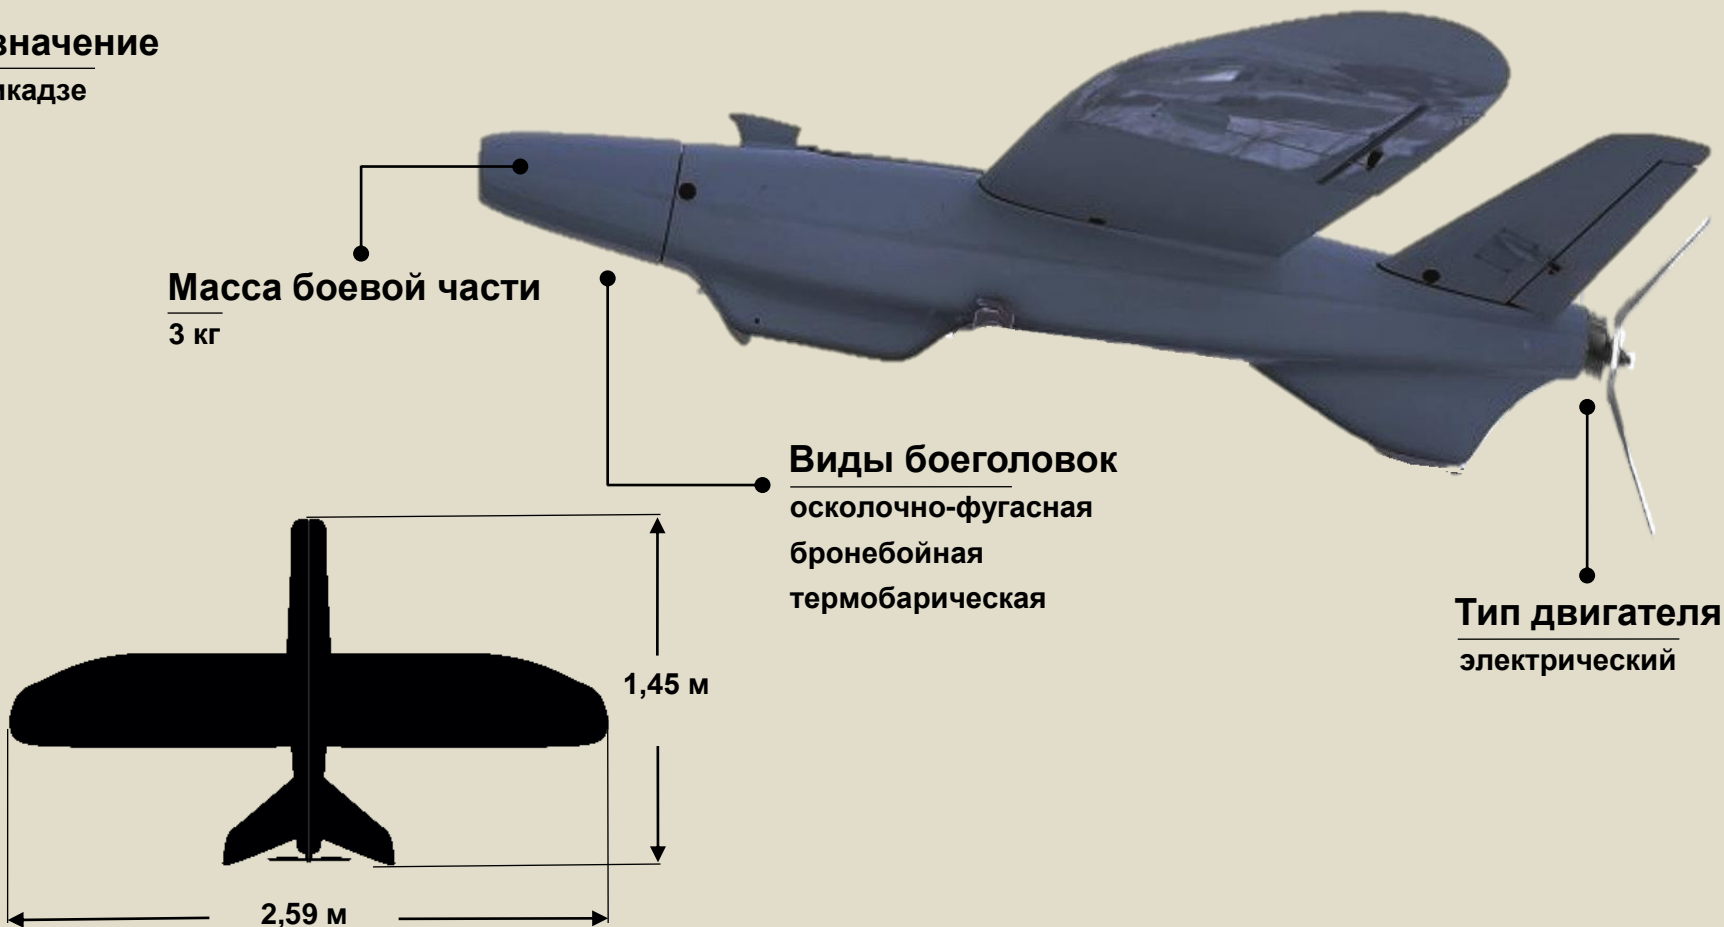 значение
икадзе
Масса боевой части
3 кг
Виды боеголовок
осколочно-фугасная
бронебойная
термобарическая
Тип двигателя
электрический
1,45 м
2,59 м